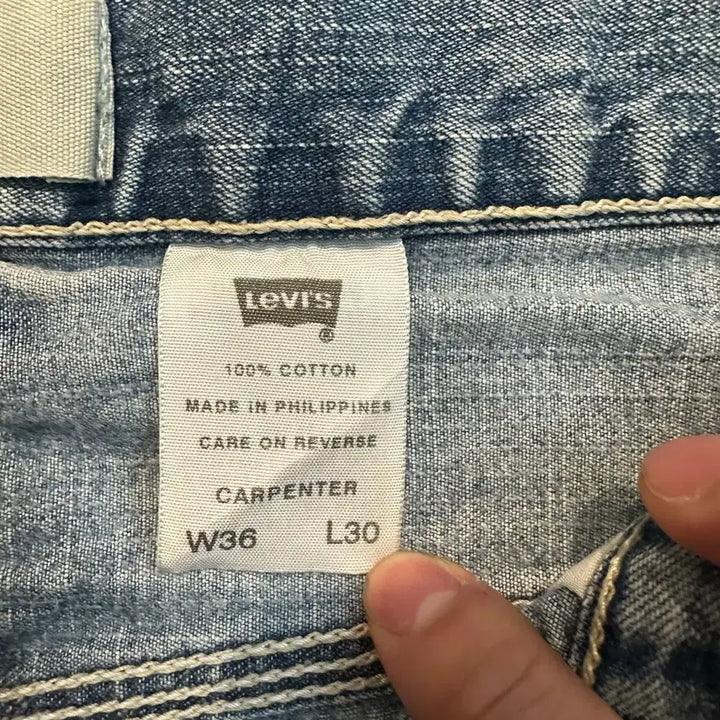 LEVI'S
®
100% COTTON
MADE IN PHILIPPINES
CARE ON REVERSE
CARPENTER
W36 L30